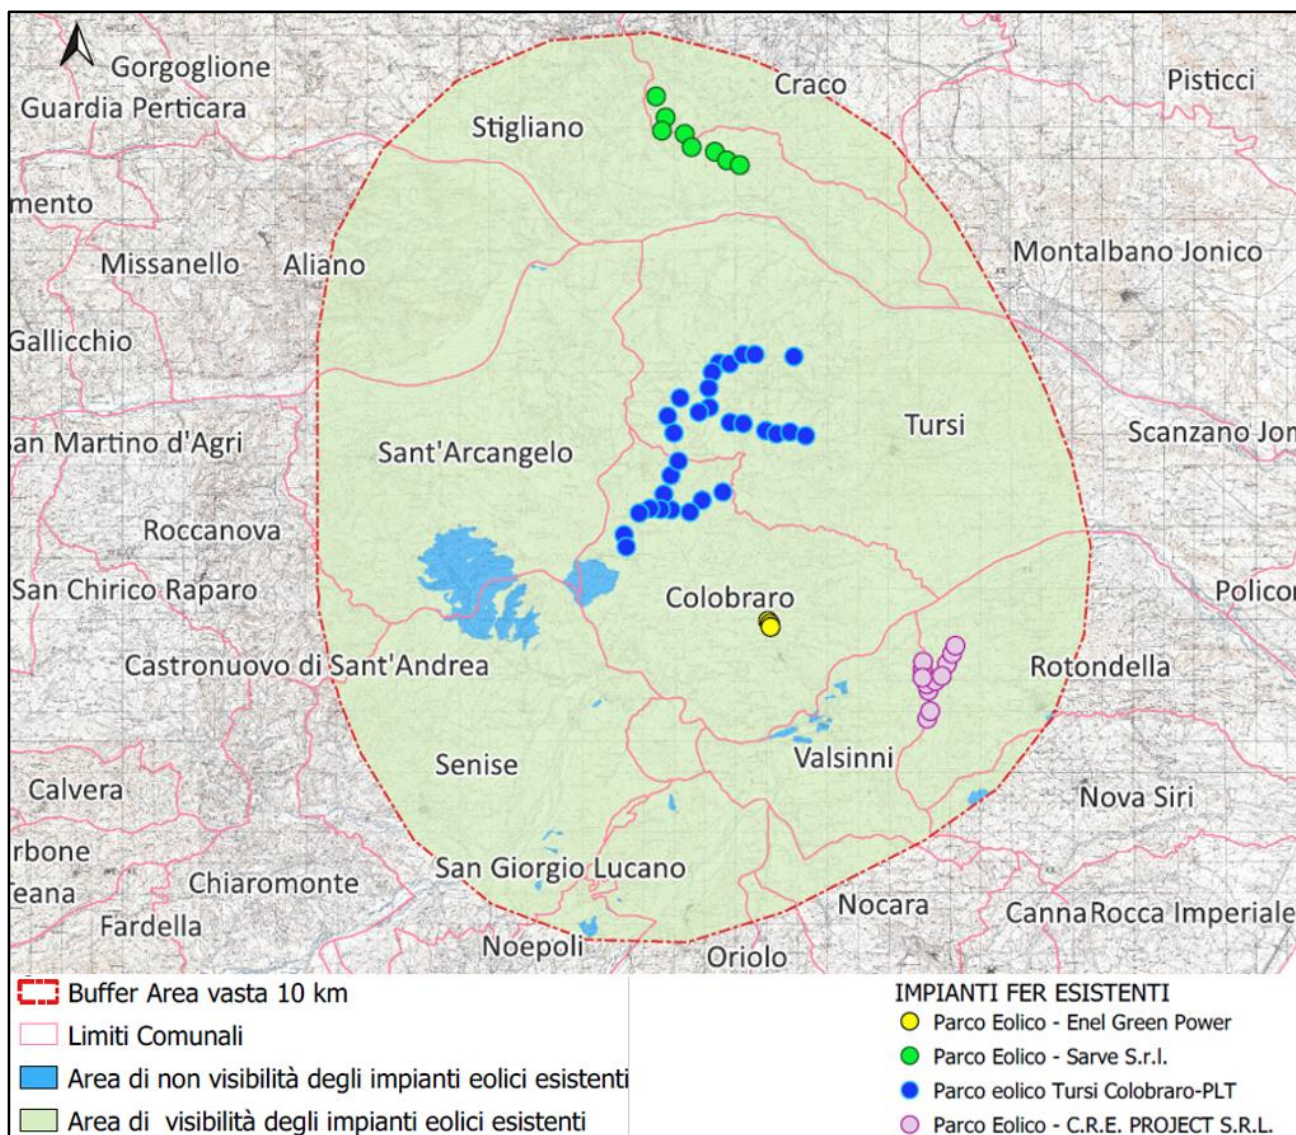 Gorgoglione
Craco
Pisticci
Guardia Perticara
Stigliano
mento
Missanello
Aliano
Montalbano Jonico
Gallicchio
Tursi
an Martino d'Agri
Sant'Arcangelo
Scanzano Jon
Roccanova
San Chirico Raparo
Colobraro
Policor
Castronuovo di Sant'Andrea
Rotondella
Senise
Valsinni
Calvera
Nova Siri
rbone
San Giorgio Lucano
eana
Chiaromonte
Nocara
Canna
Rocca Imperiale
Fardella
Noepoli
Oriolo
Buffer Area vasta 10 km
Limiti Comunali
Area di non visibilità degli impianti eolici esistenti
Area di visibilità degli impianti eolici esistenti
IMPIANTI FER ESISTENTI
Parco Eolico - Enel Green Power
Parco Eolico - Sarve S.r.l.
Parco eolico Tursi Colobraro-PLT
Parco Eolico - C.R.E. PROJECT S.R.L.